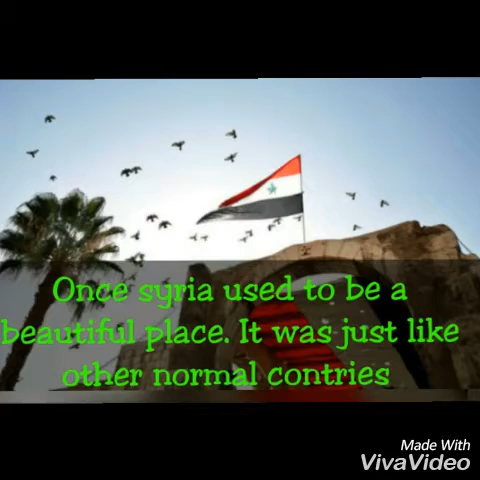 Once syria used to be a
beautiful place. It was just like
other normal contries
Made With
VivaVideo